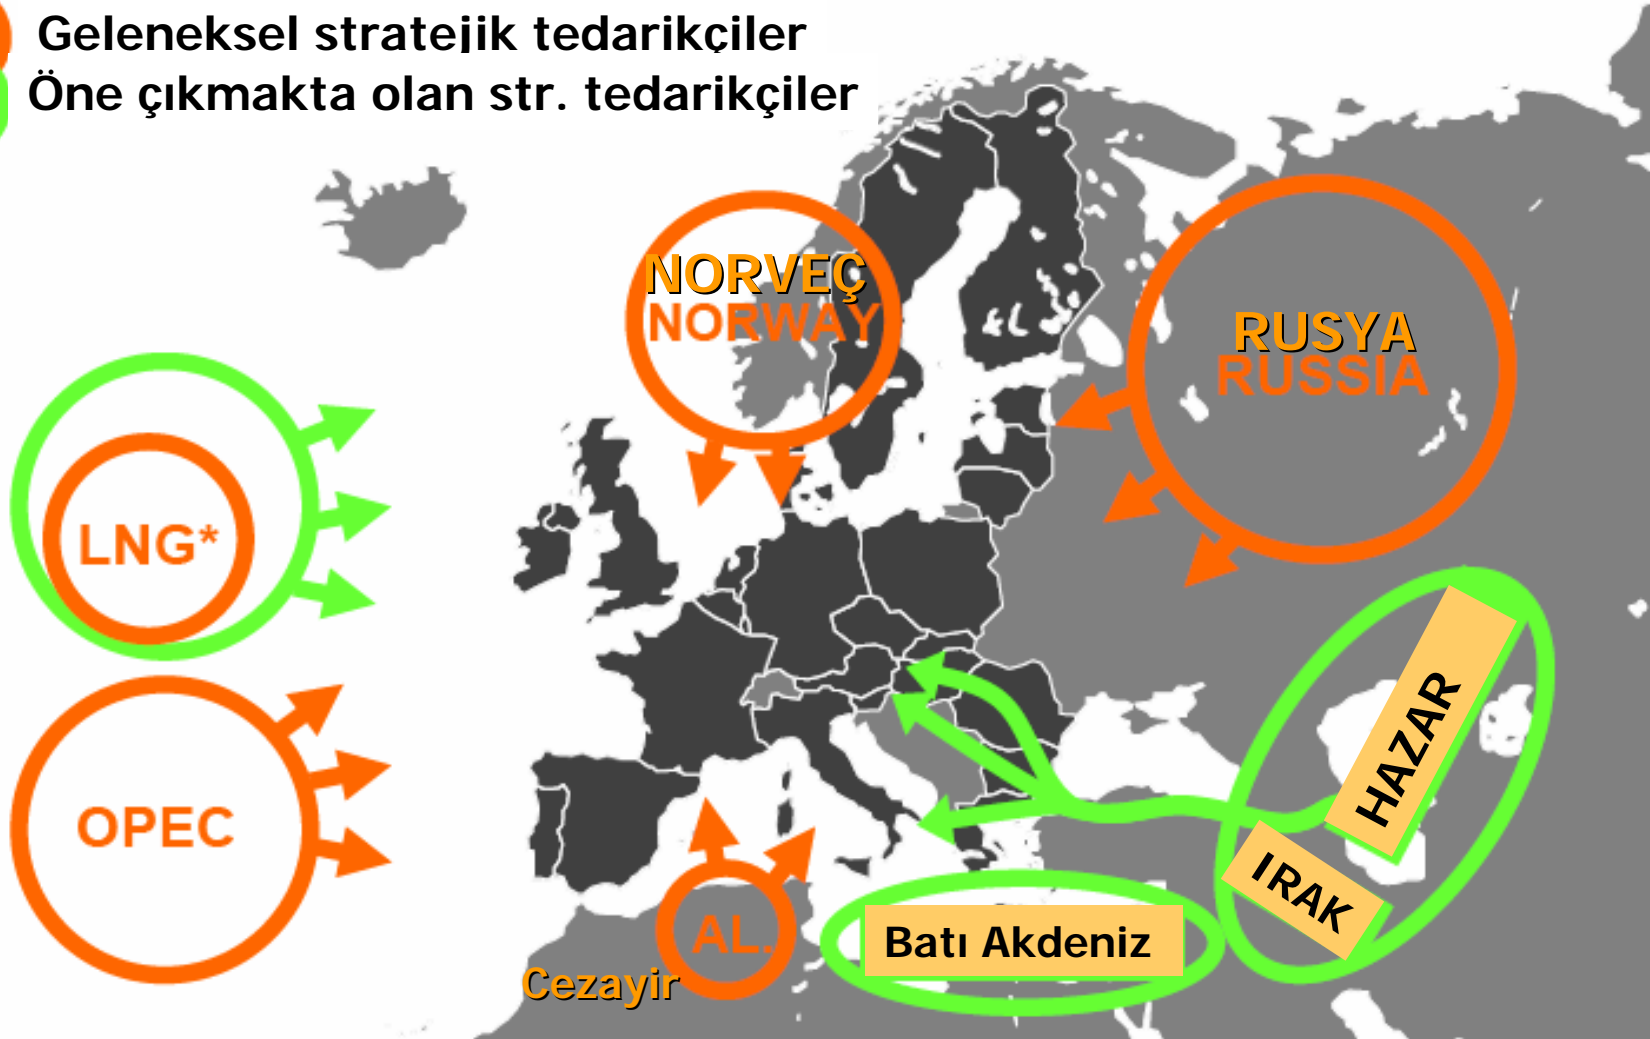 Geleneksel stratejik tedarikçiler
Öne çıkmakta olan str. tedarikçiler
NORVEÇ
NORWAY
RUSYA
RUSSIA
LNG*
HAZAR
OPEC
IRAK
AL.
Batı Akdeniz
Cezayir